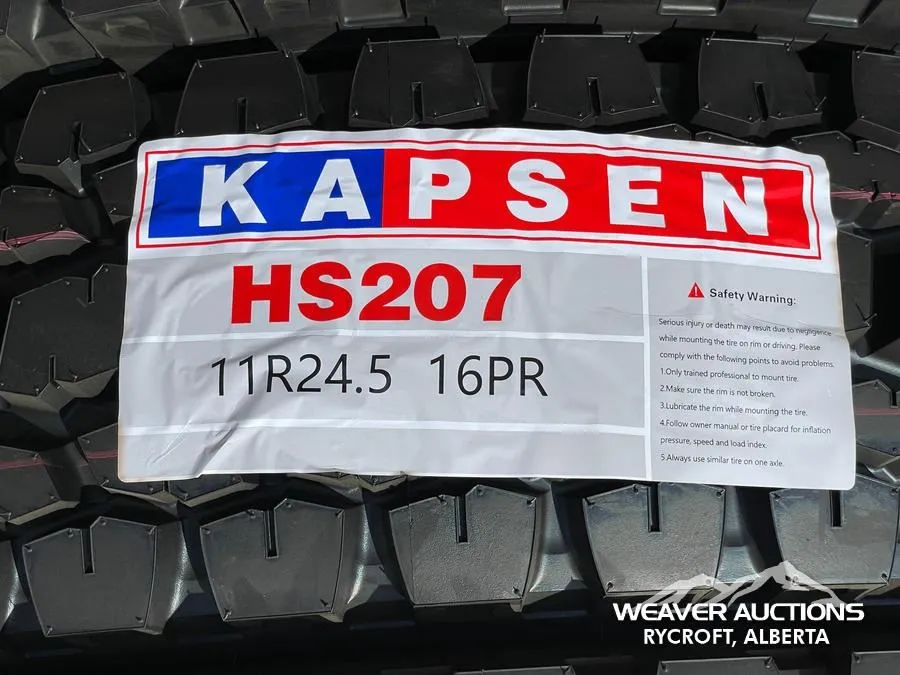 KAPSEN
HS207
11R24.5 16PR
Safety Warning:
Serious injury or death may result due to negligence
while mounting the tire on rim or driving. Please
comply with the following points to avoid problems.
1.Only trained professional to mount tire.
2.Make sure the rim is not broken.
3.Lubricate the rim while mounting the tire.
4.Follow owner manual or tire placard for inflation
pressure, speed and load index.
5.Always use similar tire on one axle.
WEAVER AUCTIONS
RYCROFT, ALBERTA